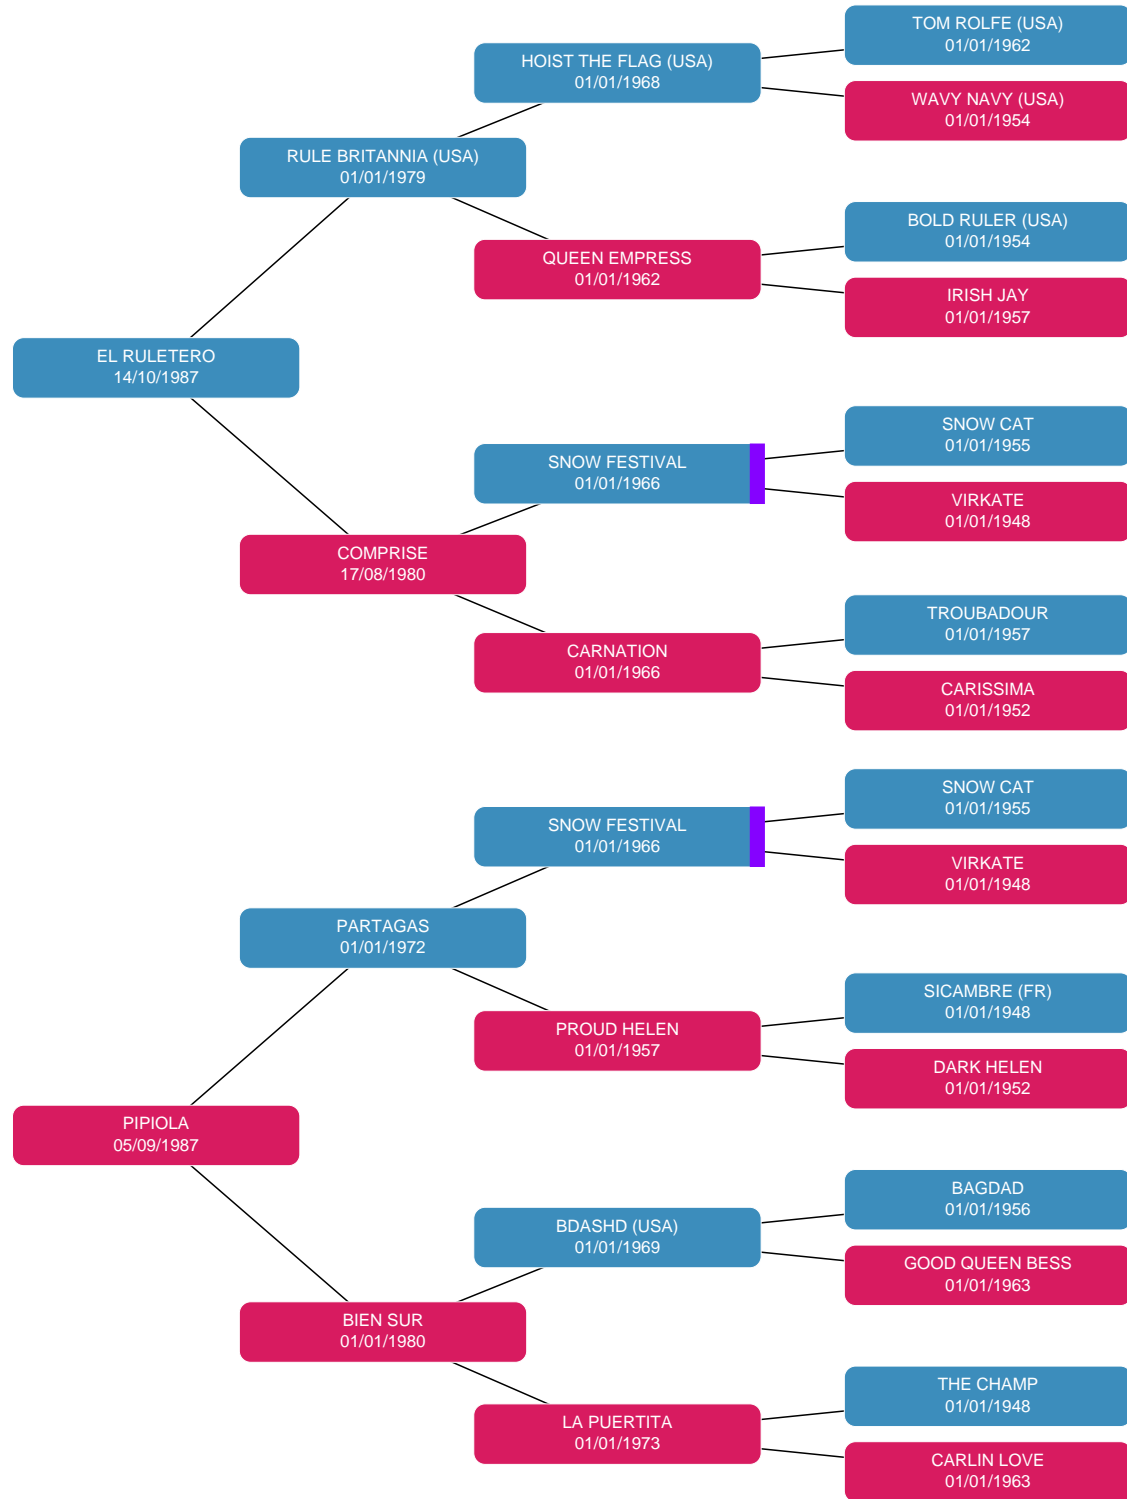 TOM ROLFE (USA)
01/01/1962
HOIST THE FLAG (USA)
01/01/1968
WAVY NAVY (USA)
01/01/1954
RULE BRITANNIA (USA)
01/01/1979
BOLD RULER (USA)
01/01/1954
QUEEN EMPRESS
01/01/1962
IRISH JAY
01/01/1957
EL RULETERO
14/10/1987
SNOW CAT
01/01/1955
SNOW FESTIVAL
01/01/1966
VIRKATE
01/01/1948
COMPRISE
17/08/1980
TROUBADOUR
01/01/1957
CARNATION
01/01/1966
CARISSIMA
01/01/1952
SNOW CAT
01/01/1955
SNOW FESTIVAL
01/01/1966
VIRKATE
01/01/1948
PARTAGAS
01/01/1972
SICAMBRE (FR)
01/01/1948
PROUD HELEN
01/01/1957
DARK HELEN
01/01/1952
PIPIOLA
05/09/1987
BAGDAD
01/01/1956
BDASHD (USA)
01/01/1969
GOOD QUEEN BESS
01/01/1963
BIEN SUR
01/01/1980
THE CHAMP
01/01/1948
LA PUERTITA
01/01/1973
CARLIN LOVE
01/01/1963